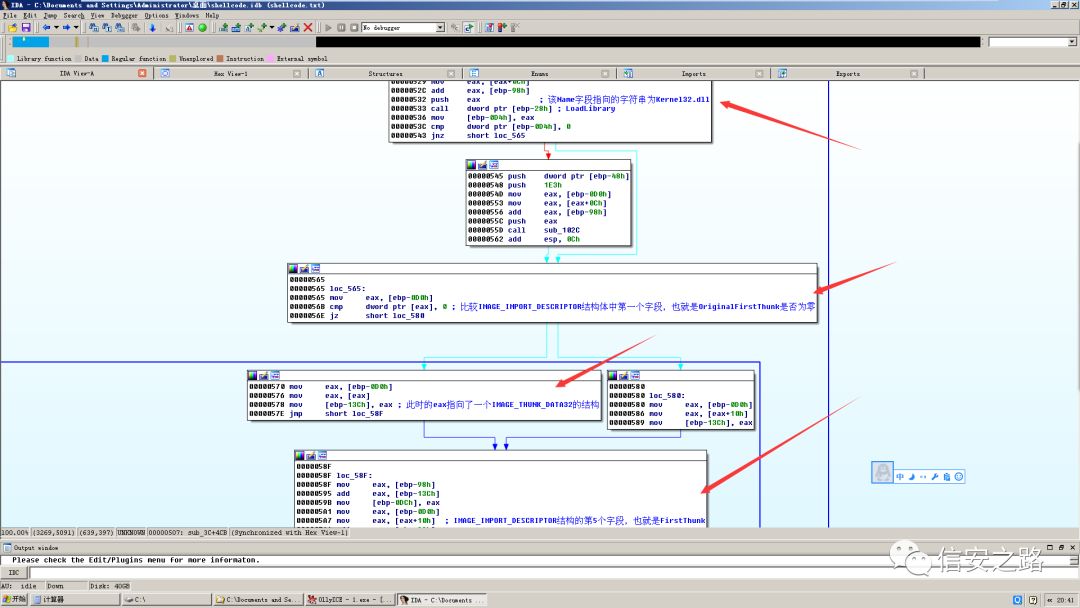 IDA - C:\Documents and Settings\Administrator\桌面\shellcode.idb (shellcode.txt)
File Edit Jump Search View Debugger Options Windows Help
No debugger
Library function Data Regular function Unexplored Instruction External symbol
IDA View-A Hex View-1 Structures Enums Imports Exports
00000529 mov eax, [eax+0Ch]
0000052C add eax, [ebp-98h]
00000532 push eax ; 该Name字段指向的字符串为Kernel32.dll
00000533 call dword ptr [ebp-28h] ; LoadLibrary
00000536 mov [ebp-0D4h], eax
0000053C cmp dword ptr [ebp-0D4h], 0
00000543 jnz short loc_565
00000545 push dword ptr [ebp-48h]
00000548 push 1E3h
0000054D mov eax, [ebp-0D0h]
00000553 mov eax, [eax+0Ch]
00000556 add eax, [ebp-98h]
0000055C push eax
0000055D call sub_102C
00000562 add esp, 0Ch
00000565
00000565 loc_565:
00000565 mov eax, [ebp-0D0h]
0000056B cmp dword ptr [eax], 0 ; 比较IMAGE_IMPORT_DESCRIPTOR结构体中第一个字段，也就是OriginalFirstThunk是否为零
0000056E jz short loc_580
00000570 mov eax, [ebp-0D0h]
00000576 mov eax, [eax]
00000578 mov [ebp-13Ch], eax ; 此时的eax指向了一个IMAGE_THUNK_DATA32的结构
0000057E jmp short loc_58F
00000580
00000580 loc_580:
00000580 mov eax, [ebp-0D0h]
00000586 mov eax, [eax+10h]
00000589 mov [ebp-13Ch], eax
0000058F
0000058F loc_58F:
0000058F mov eax, [ebp-98h]
00000595 add eax, [ebp-13Ch]
0000059B mov [ebp-0DCh], eax
000005A1 mov eax, [ebp-0D0h]
000005A7 mov eax, [eax+10h] ; IMAGE_IMPORT_DESCRIPTOR结构的第5个字段，也就是FirstThunk
中
100.00% (3269,5091) (639,397) UNKNOWN 00000507: sub_3C+4CB (Synchronized with Hex View-1)
Output window
Please check the Edit/Plugins menu for more informaton.
IDC
AU: idle Down Disk: 40GB
信安之路
开始 计算器 C:\ C:\Documents and Se... OllyICE - 1.exe - [... IDA - C:\Documents ... 20:41